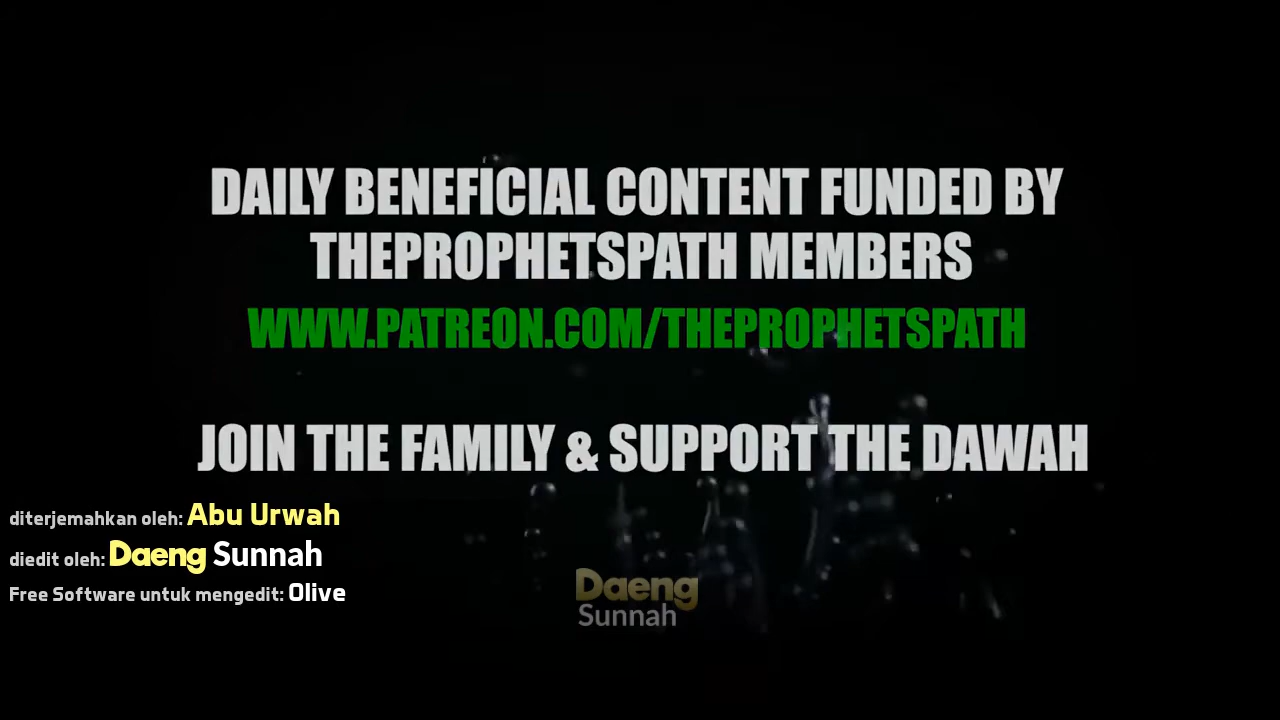 DAILY BENEFICIAL CONTENT FUNDED BY
THEPROPHETSPATH MEMBERS
WWW.PATREON.COM/THEPROPHETSPATH
JOIN THE FAMILY & SUPPORT THE DAWAH
diterjemahkan oleh: Abu Urwah
diedit oleh: Daeng Sunnah
Free Software untuk mengedit: Olive
Daeng
Sunnah